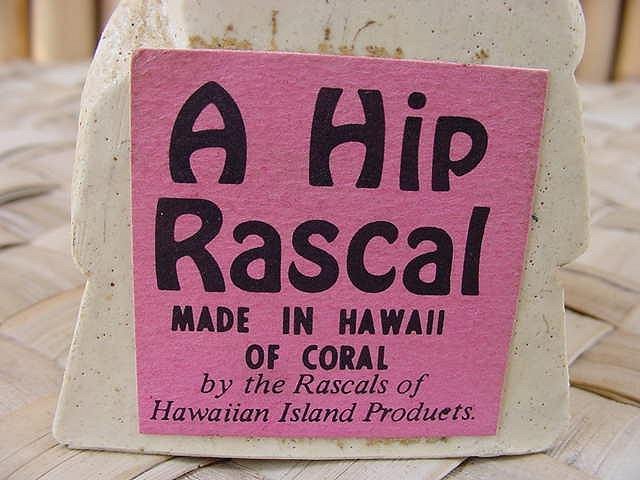 A Hip
Rascal
MADE IN HAWAII
OF CORAL
by the Rascals of
Hawaiian Island Products.